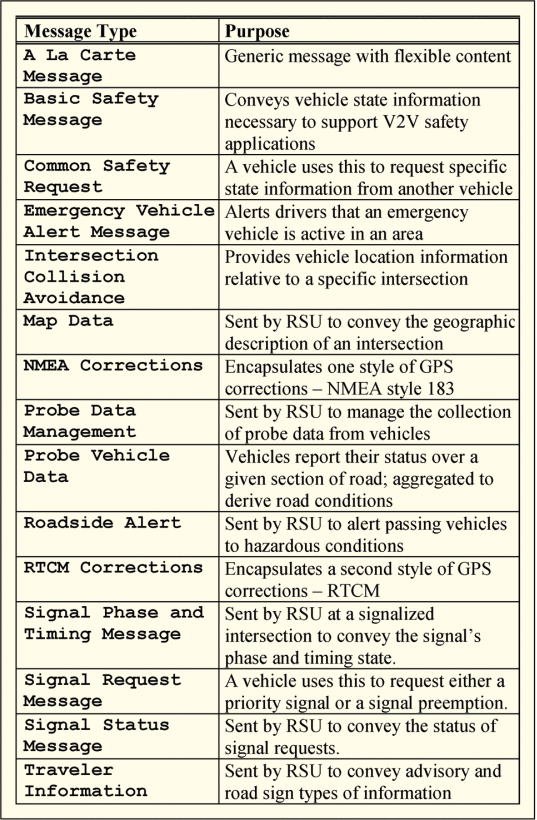 Message Type Purpose
A La Carte Generic message with flexible content
Message
Basic Safety Conveys vehicle state information
Message necessary to support V2V safety
applications
Common Safety A vehicle uses this to request specific
Request state information from another vehicle
Emergency Vehicle Alerts drivers that an emergency
Alert Message vehicle is active in an area
Intersection Provides vehicle location information
Collision relative to a specific intersection
Avoidance
Map Data Sent by RSU to convey the geographic
description of an intersection
NMEA Corrections Encapsulates one style of GPS
corrections – NMEA style 183
Probe Data Sent by RSU to manage the collection
Management of probe data from vehicles
Probe Vehicle Vehicles report their status over a
Data given section of road; aggregated to
derive road conditions
Roadside Alert Sent by RSU to alert passing vehicles
to hazardous conditions
RTCM Corrections Encapsulates a second style of GPS
corrections – RTCM
Signal Phase and Sent by RSU at a signalized
Timing Message intersection to convey the signal's
phase and timing state.
Signal Request A vehicle uses this to request either a
Message priority signal or a signal preemption.
Signal Status Sent by RSU to convey the status of
Message signal requests.
Traveler Sent by RSU to convey advisory and
Information road sign types of information